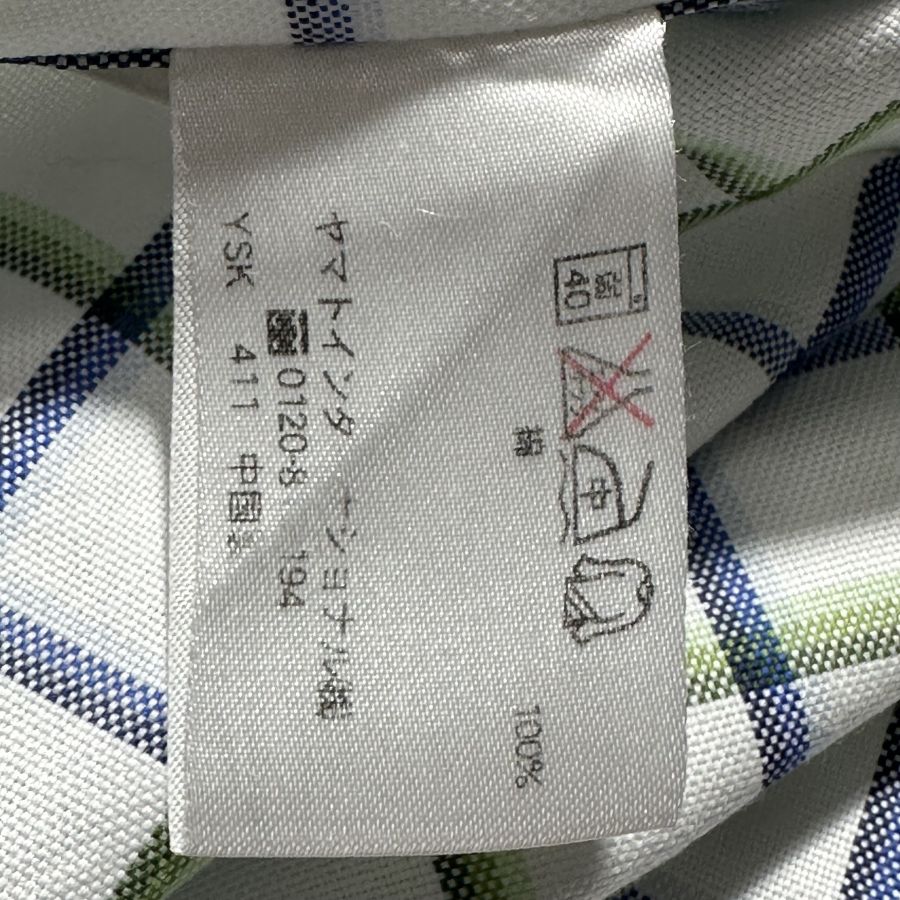 弱
40
中
綿 100%
ヤマトインタ ナショナル㈱
0120-8 194
YSK 411 中国製